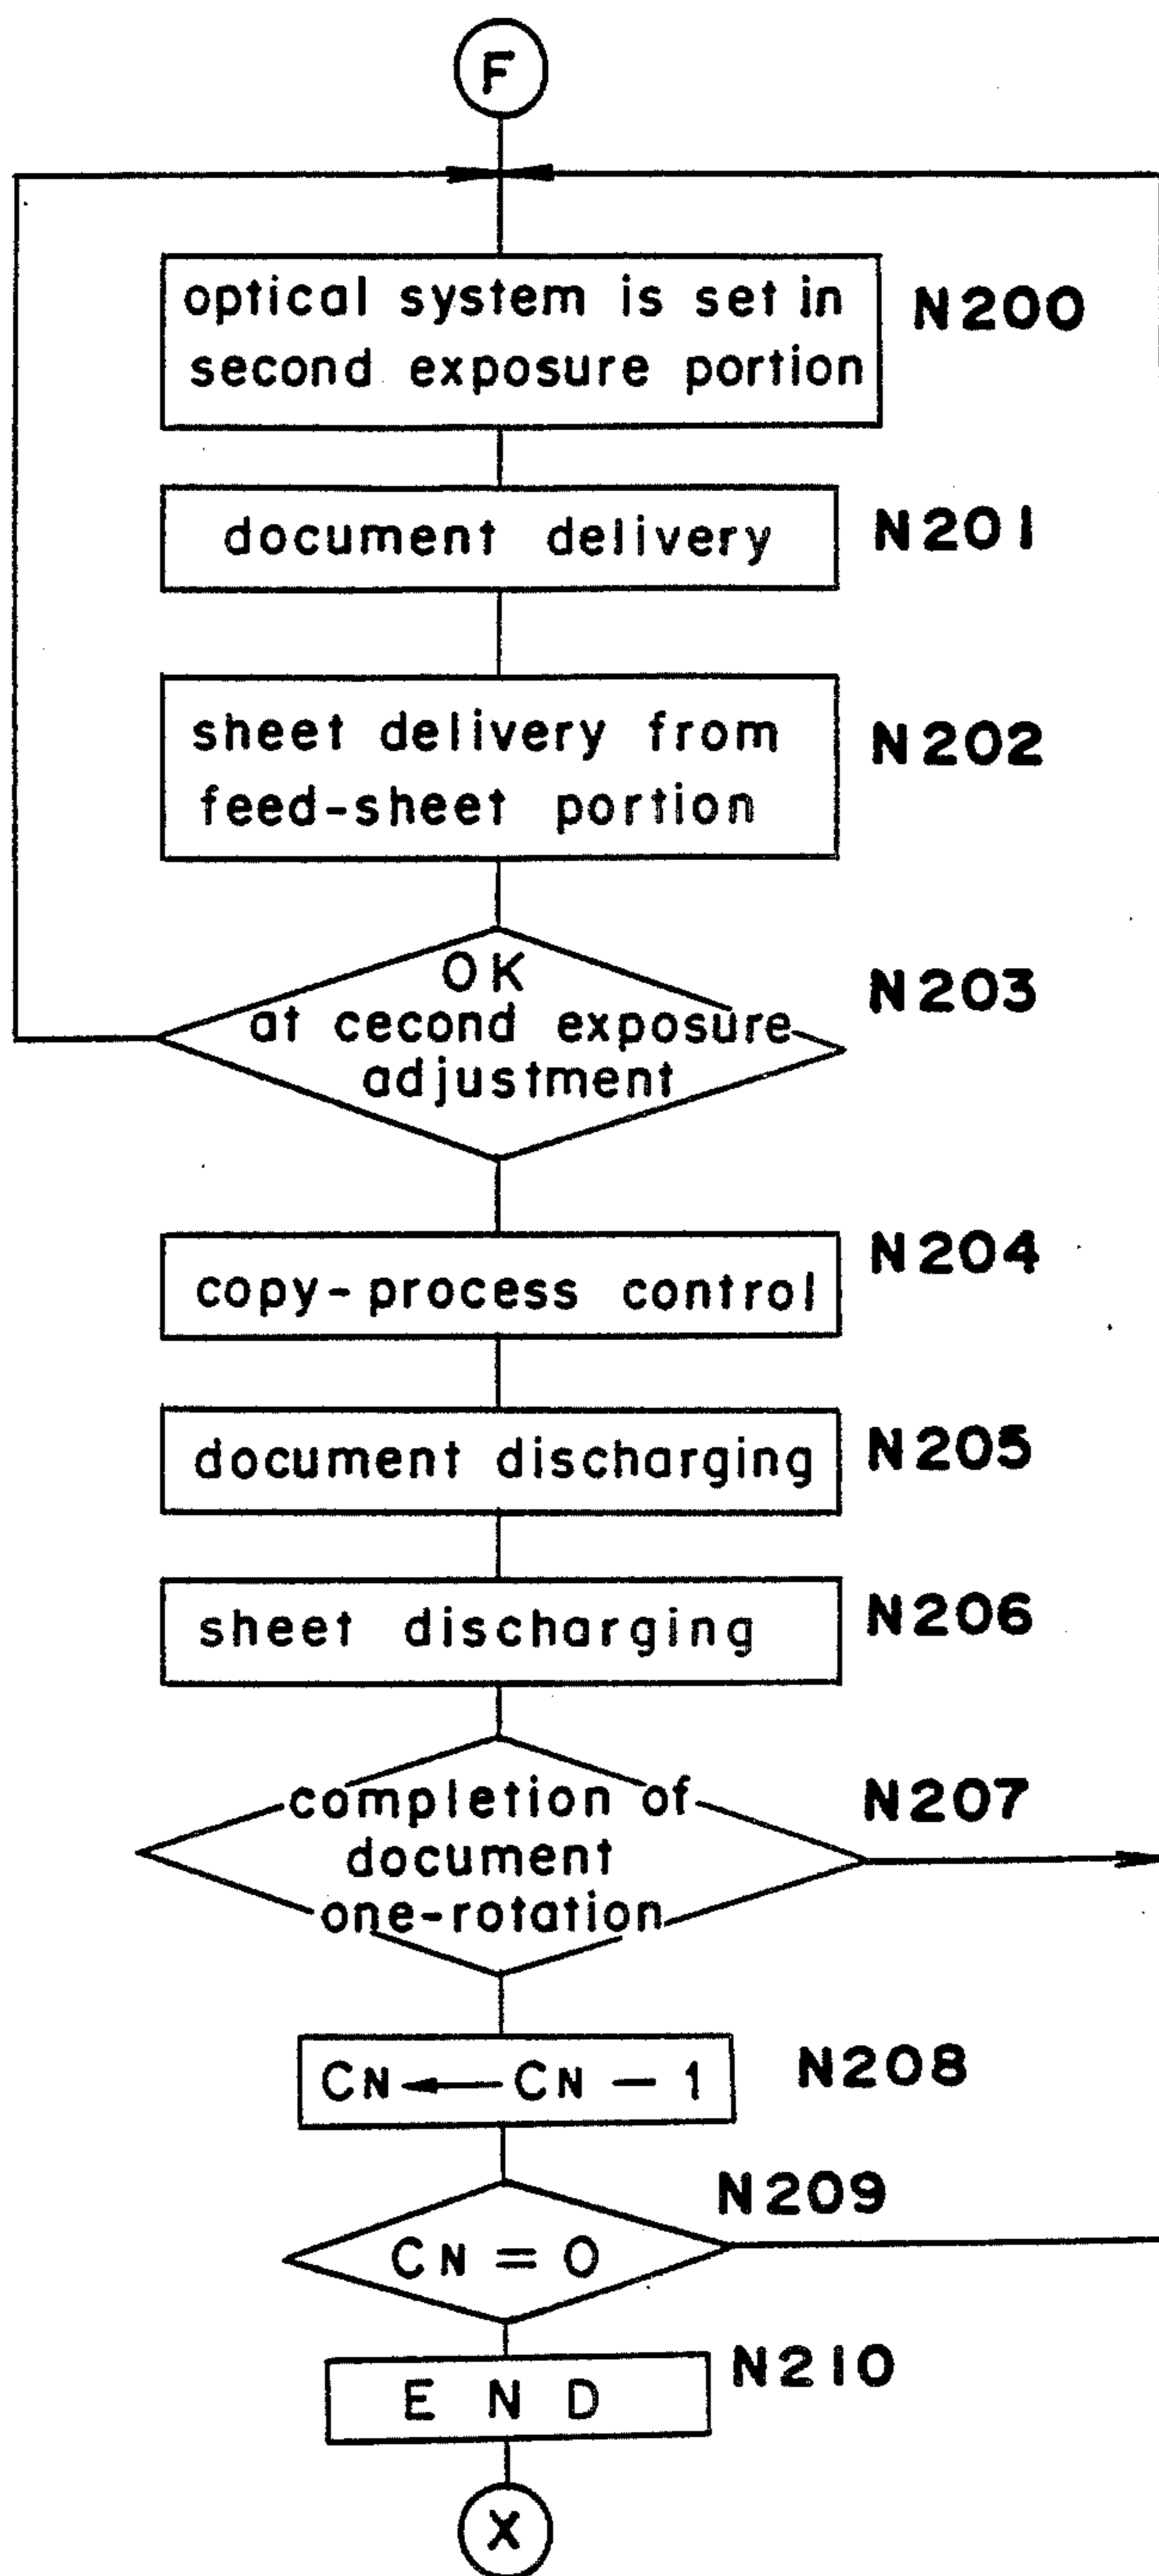 F
optical system is set in
second exposure portion
N200
document delivery
N201
sheet delivery from
feed-sheet portion
N202
OK
at cecond exposure
adjustment
N203
copy-process control
N204
document discharging
N205
sheet discharging
N206
completion of
document
one-rotation
N207
CN ← CN - 1
N208
CN = 0
N209
END
N210
X